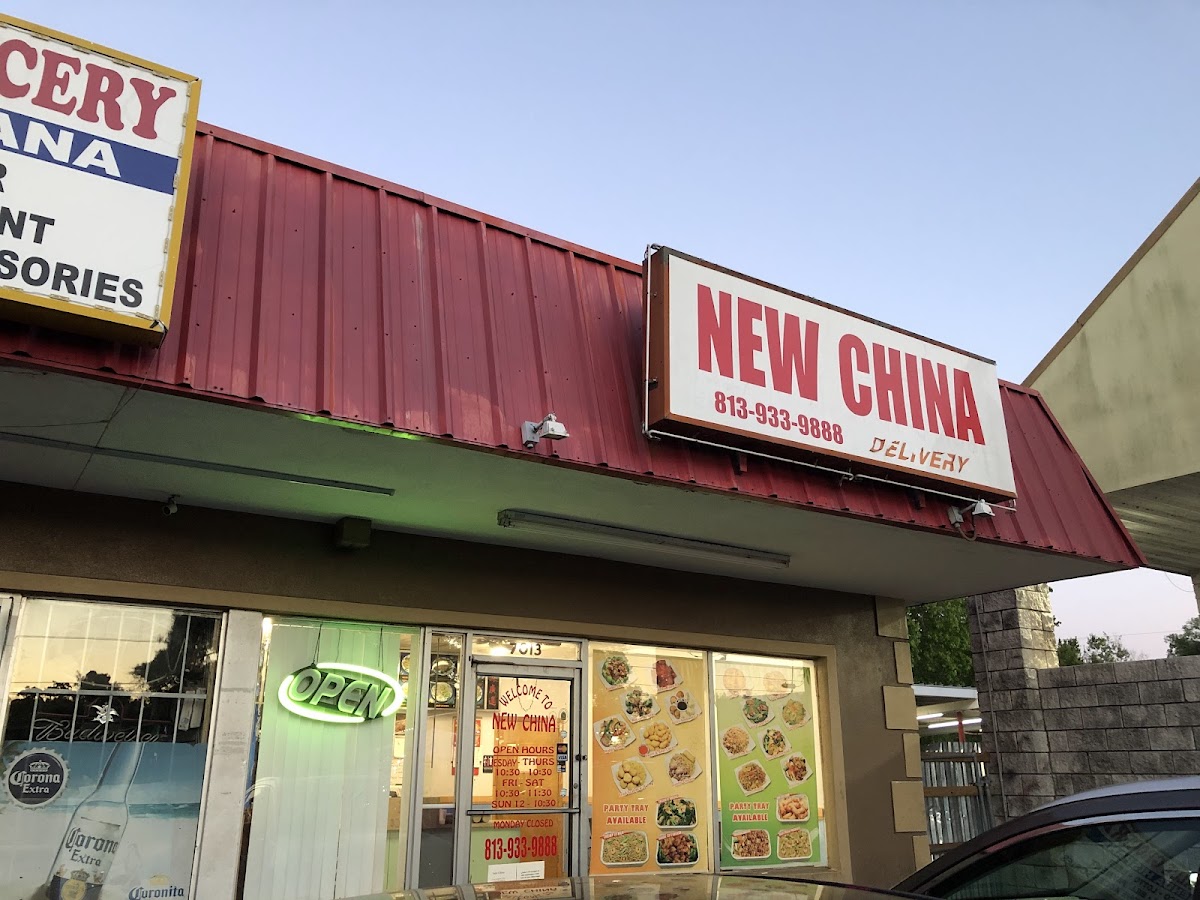 CERY
ANA
R
NT
SORIES
NEW CHINA
813-933-9888
DELIVERY
OPEN
7013
WELCOME TO
NEW CHINA
OPEN HOURS
TUESDAY - THURS
10:30 - 10:30
FRI - SAT
10:30 - 11:30
SUN 12 - 10:30
MONDAY CLOSED
813-933-9888
PARTY TRAY
AVAILABLE
PARTY TRAY
AVAILABLE
Budweiser
Corona
Extra
Corona
Extra
Coronita